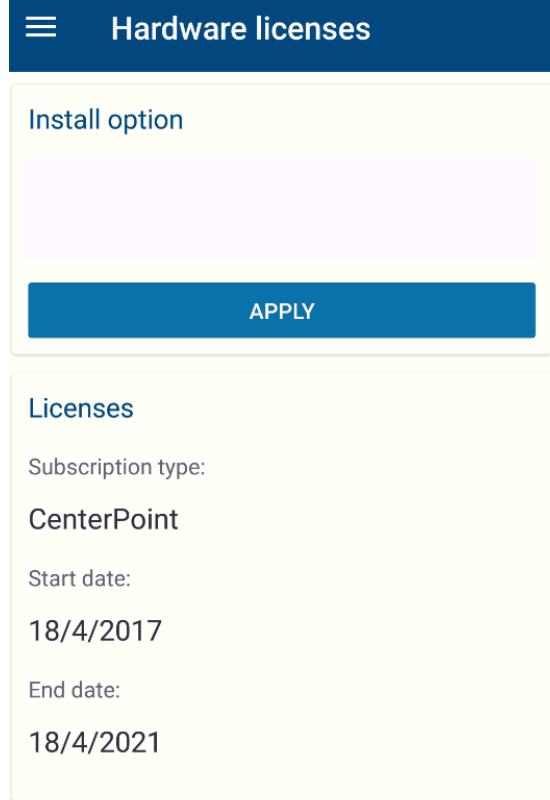 Hardware licenses
Install option
APPLY
Licenses
Subscription type:
CenterPoint
Start date:
18/4/2017
End date:
18/4/2021